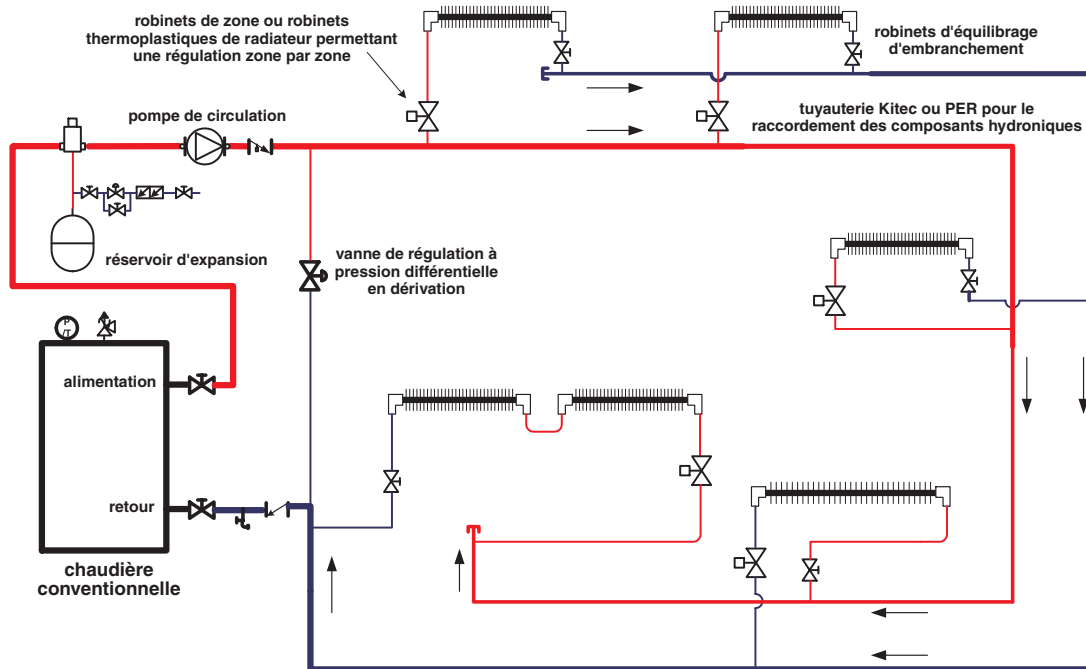 robinets de zone ou robinets
thermoplastiques de radiateur permettant
une régulation zone par zone
robinets d'équilibrage
d'embranchement
pompe de circulation
tuyauterie Kitec ou PER pour le
raccordement des composants hydroniques
réservoir d'expansion
vanne de régulation à
pression différentielle
en dérivation
P
/T
alimentation
retour
chaudière
conventionnelle